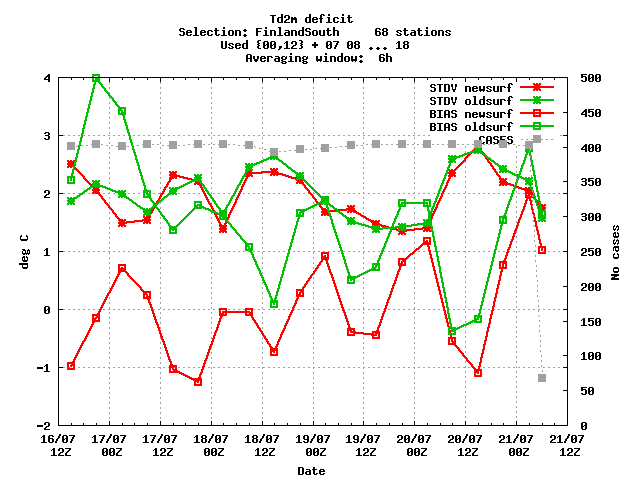 Td2m deficit
Selection: FinlandSouth 68 stations
Used {00,12} + 07 08 ... 18
Averaging window: 6h
STDV newsurf
STDV oldsurf
BIAS newsurf
BIAS oldsurf
CASES
4
3
2
1
0
-1
-2
deg C
500
450
400
350
300
250
200
150
100
50
0
No cases
16/07 17/07 17/07 18/07 18/07 19/07 19/07 20/07 20/07 21/07 21/07
12Z 00Z 12Z 00Z 12Z 00Z 12Z 00Z 12Z 00Z 12Z
Date